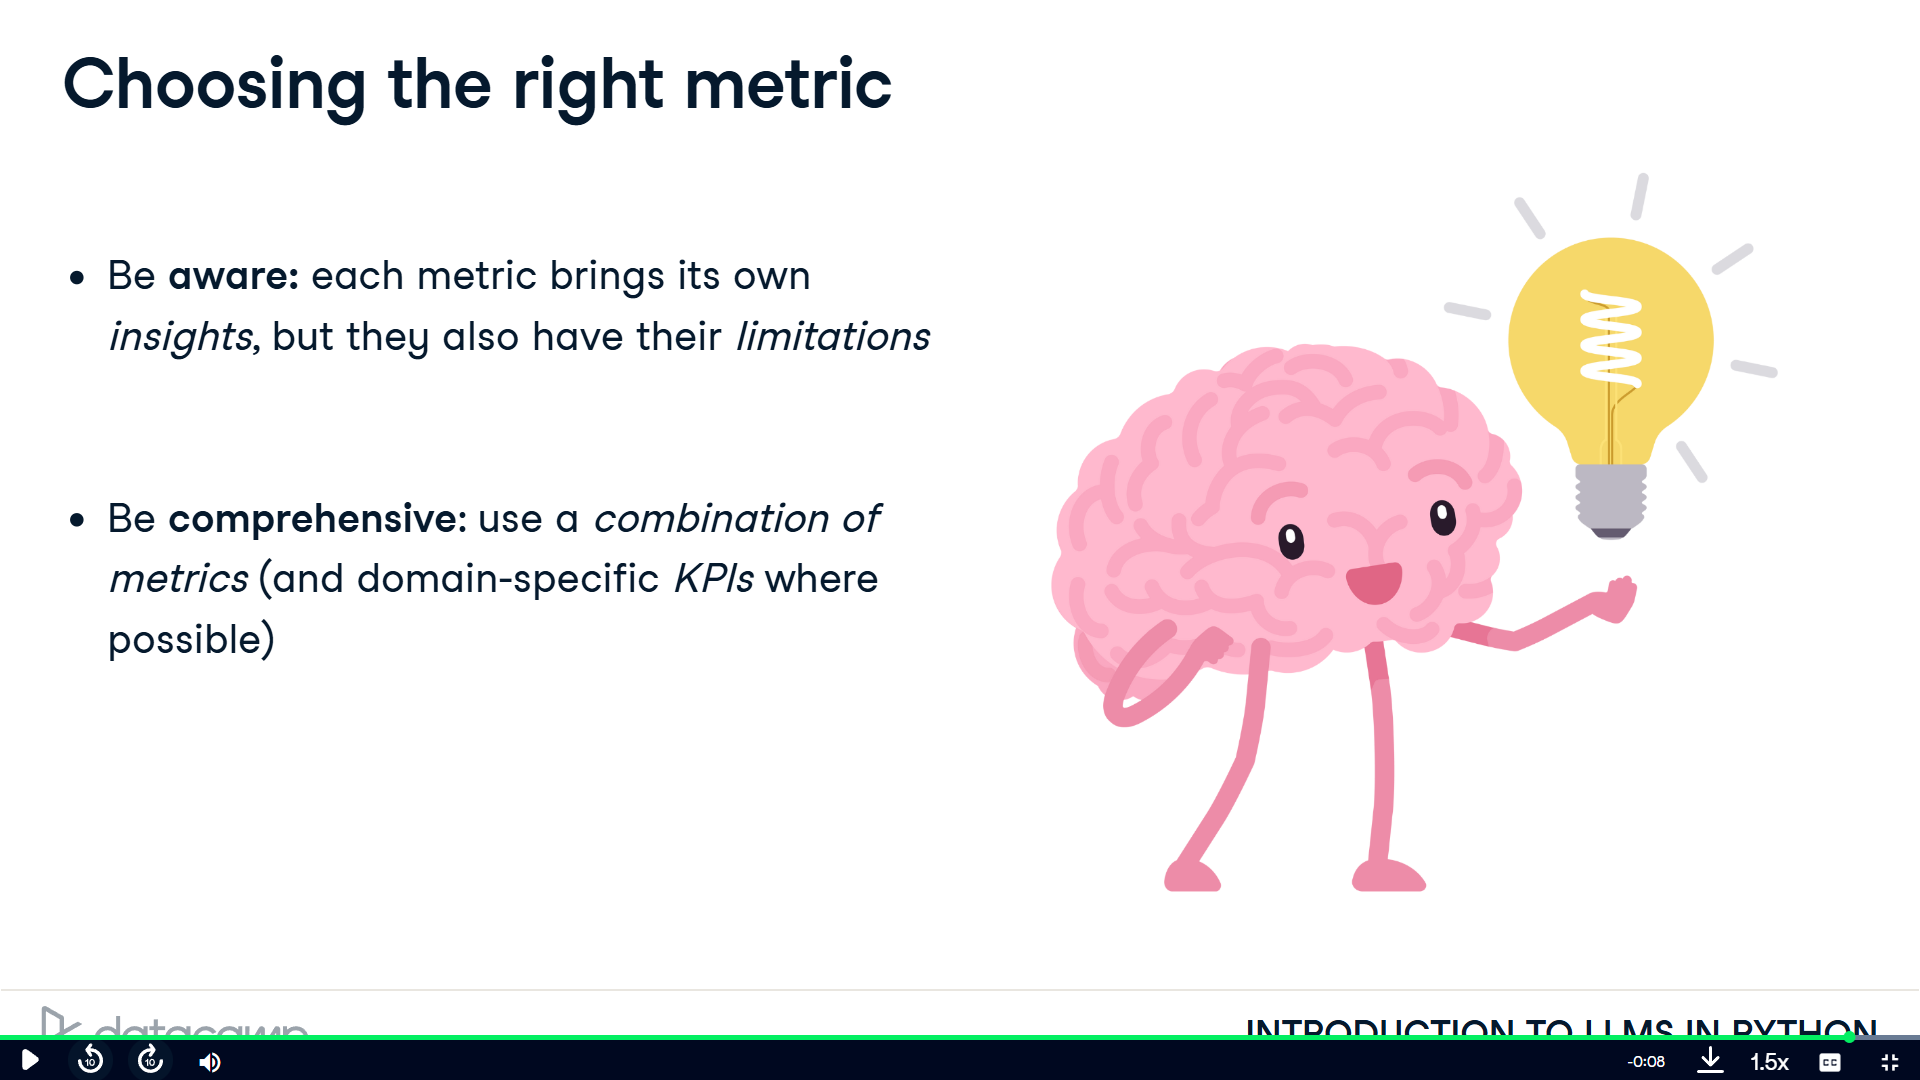 Choosing the right metric
Be aware: each metric brings its own
insights, but they also have their limitations
Be comprehensive: use a combination of
metrics (and domain-specific KPIs where
possible)
datacamp
INTRODUCTION TO LLMS IN PYTHON
10
10
-0:08
1.5x
CC